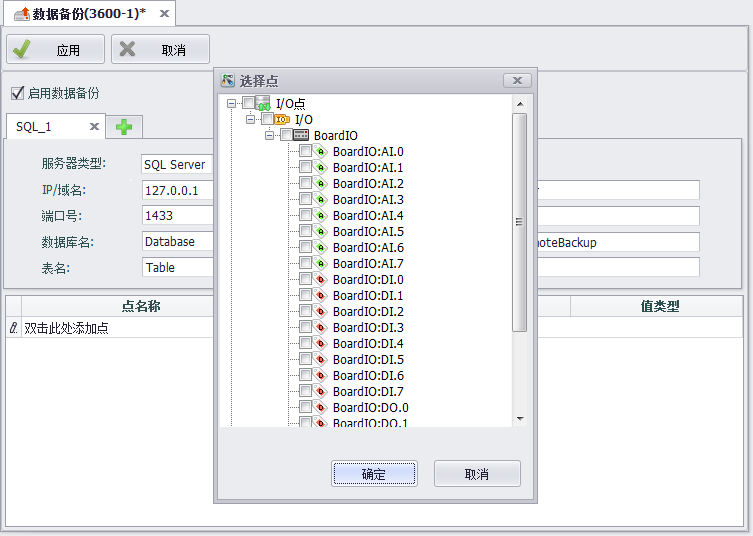 数据备份(3600-1)*
应用
取消
启用数据备份
SQL_1
服务器类型:
SQL Server
IP/域名:
127.0.0.1
端口号:
1433
数据库名:
Database
noteBackup
表名:
Table
点名称
值类型
双击此处添加点
选择点
I/O点
I/O
BoardIO
BoardIO:AI.0
BoardIO:AI.1
BoardIO:AI.2
BoardIO:AI.3
BoardIO:AI.4
BoardIO:AI.5
BoardIO:AI.6
BoardIO:AI.7
BoardIO:DI.0
BoardIO:DI.1
BoardIO:DI.2
BoardIO:DI.3
BoardIO:DI.4
BoardIO:DI.5
BoardIO:DI.6
BoardIO:DI.7
BoardIO:DO.0
BoardIO:DO.1
确定
取消